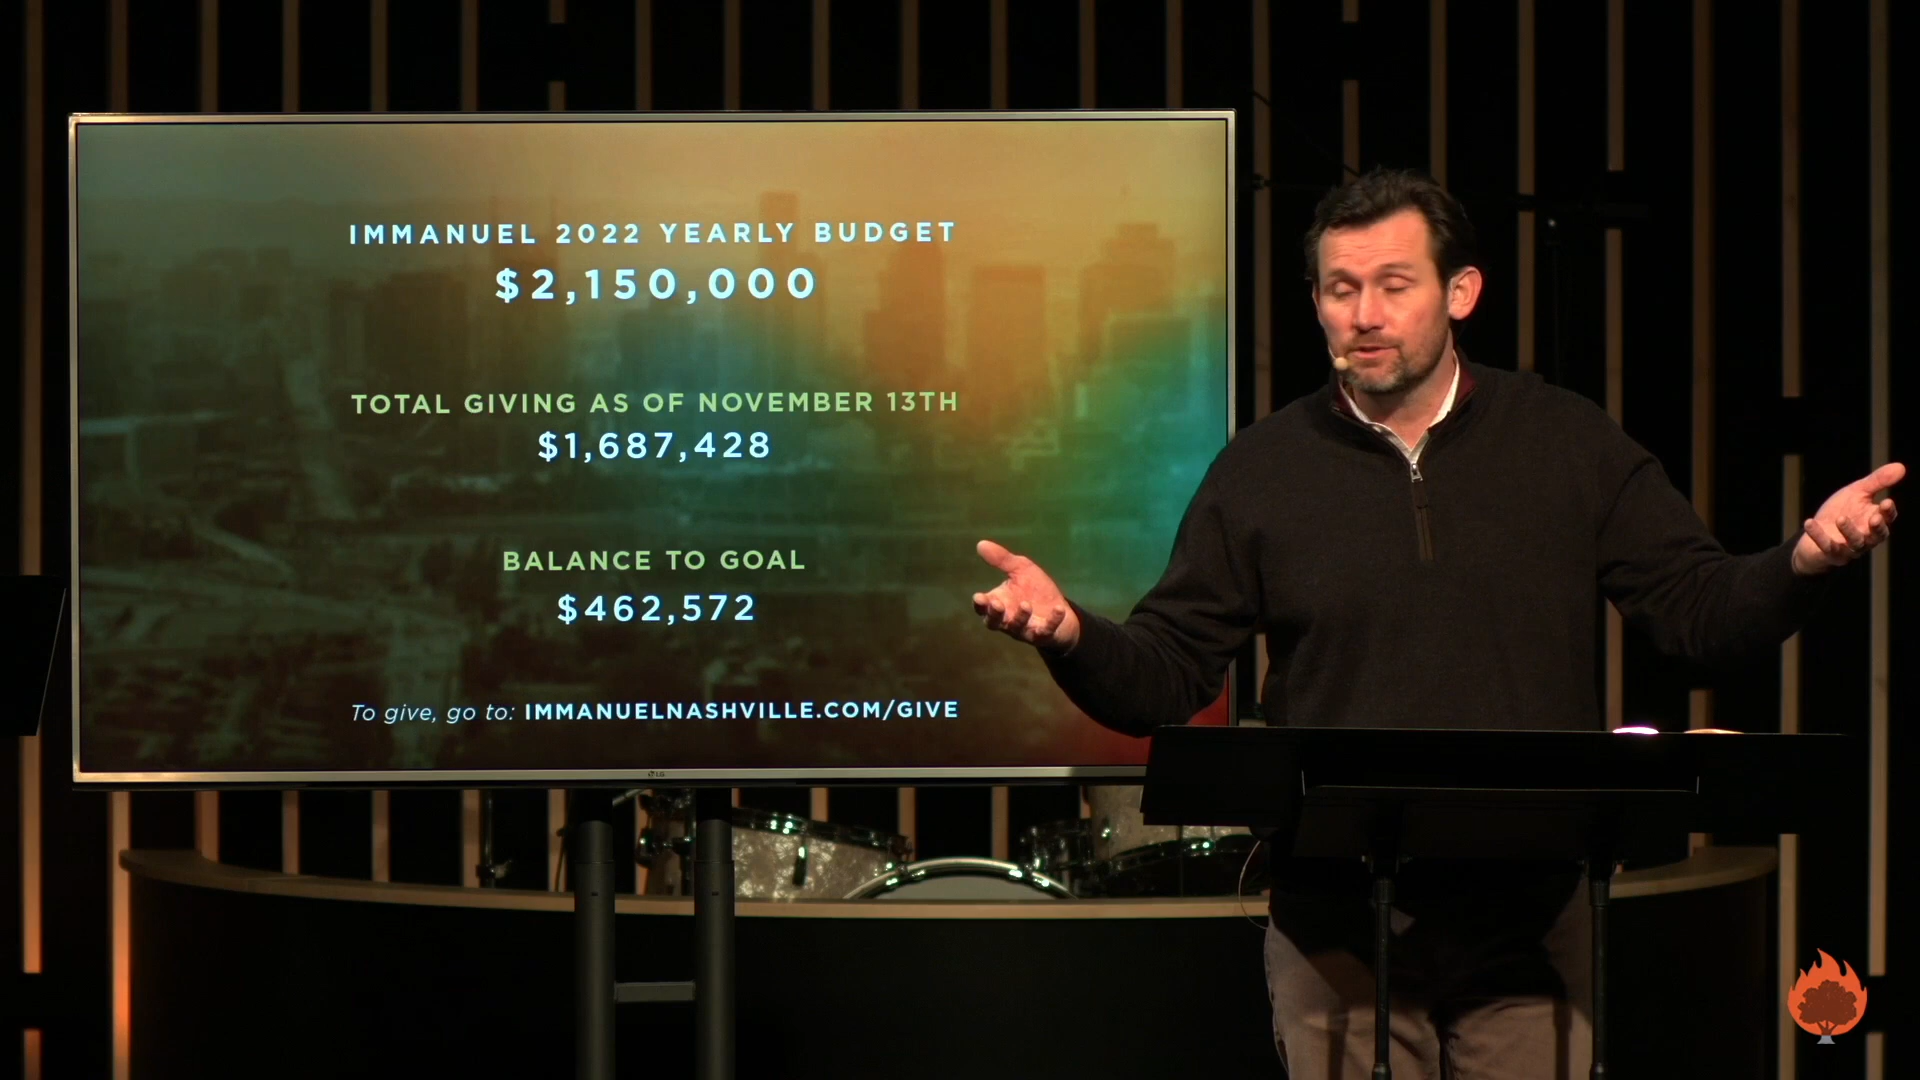 IMMANUEL 2022 YEARLY BUDGET
$2,150,000
TOTAL GIVING AS OF NOVEMBER 13TH
$1,687,428
BALANCE TO GOAL
$462,572
To give, go to: IMMANUELNASHVILLE.COM/GIVE
LG